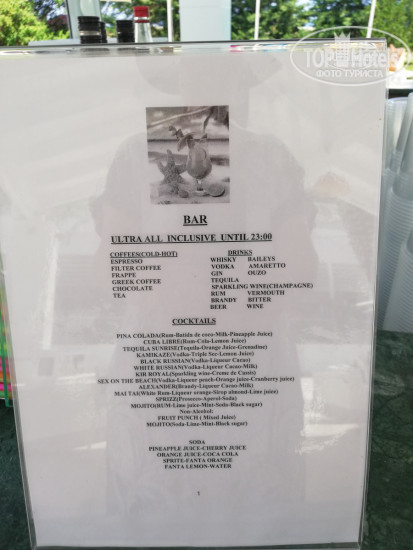 TOPHotels
ФОТО ТУРИСТА
BAR
ULTRA ALL INCLUSIVE UNTIL 23:00
COFFEES(COLD-HOT)
ESPRESSO
FILTER COFFEE
FRAPPE
GREEK COFFEE
CHOCOLATE
TEA
DRINKS
WHISKY BAILEYS
VODKA AMARETTO
GIN OUZO
TEQUILA
SPARKLING WINE(CHAMPAGNE)
RUM VERMOUTH
BRANDY BITTER
BEER WINE
COCKTAILS
PINA COLADA(Rum-Batida de coco-Milk-Pineapple Juice)
CUBA LIBRE(Rum-Cola-Lemon Juice)
TEQUILA SUNRISE(Tequila-Orange Juice-Grenadine)
KAMIKAZE(Vodka-Triple Sec-Lemon Juice)
BLACK RUSSIAN(Vodka-Liqueur Cacao)
WHITE RUSSIAN(Vodka-Liqueur Cacao-Milk)
KIR ROYAL(Sparkling wine-Creme de Cassis)
SEX ON THE BEACH(Vodka-Liqueur peach-Orange juice-Cranberry juice)
ALEXANDER(Brandy-Liqueur Cacao-Milk)
MAI TAI(White Rum-Liqueur orange-Sirop almond-Lime juice)
SPRIZZ(Prosecco-Aperol-Soda)
MOJITO(RUM-Lime juice-Mint-Soda-Black sugar)
Non-Alcohol:
FRUIT PUNCH ( Mixed Juice)
MOJITO(Soda-Lime-Mint-Black sugar)
SODA
PINEAPPLE JUICE-CHERRY JUICE
ORANGE JUICE-COCA COLA
SPRITE-FANTA ORANGE
FANTA LEMON-WATER
1